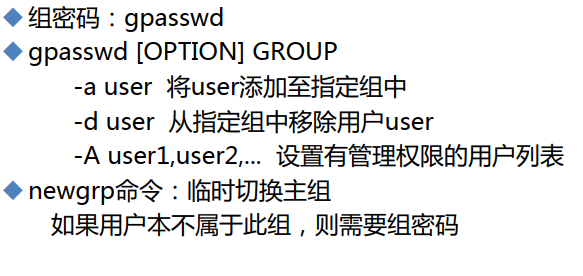 组密码：gpasswd
gpasswd [OPTION] GROUP
-a user 将user添加至指定组中
-d user 从指定组中移除用户user
-A user1,user2,... 设置有管理权限的用户列表
newgrp命令：临时切换主组
如果用户本不属于此组，则需要组密码